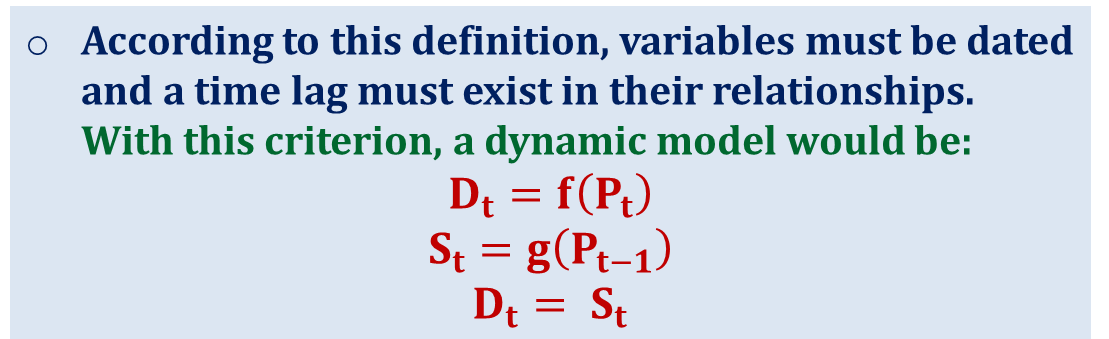 ○ According to this definition, variables must be dated
and a time lag must exist in their relationships.
With this criterion, a dynamic model would be:
Dₜ = f(Pₜ)
Sₜ = g(Pₜ₋₁)
Dₜ = Sₜ